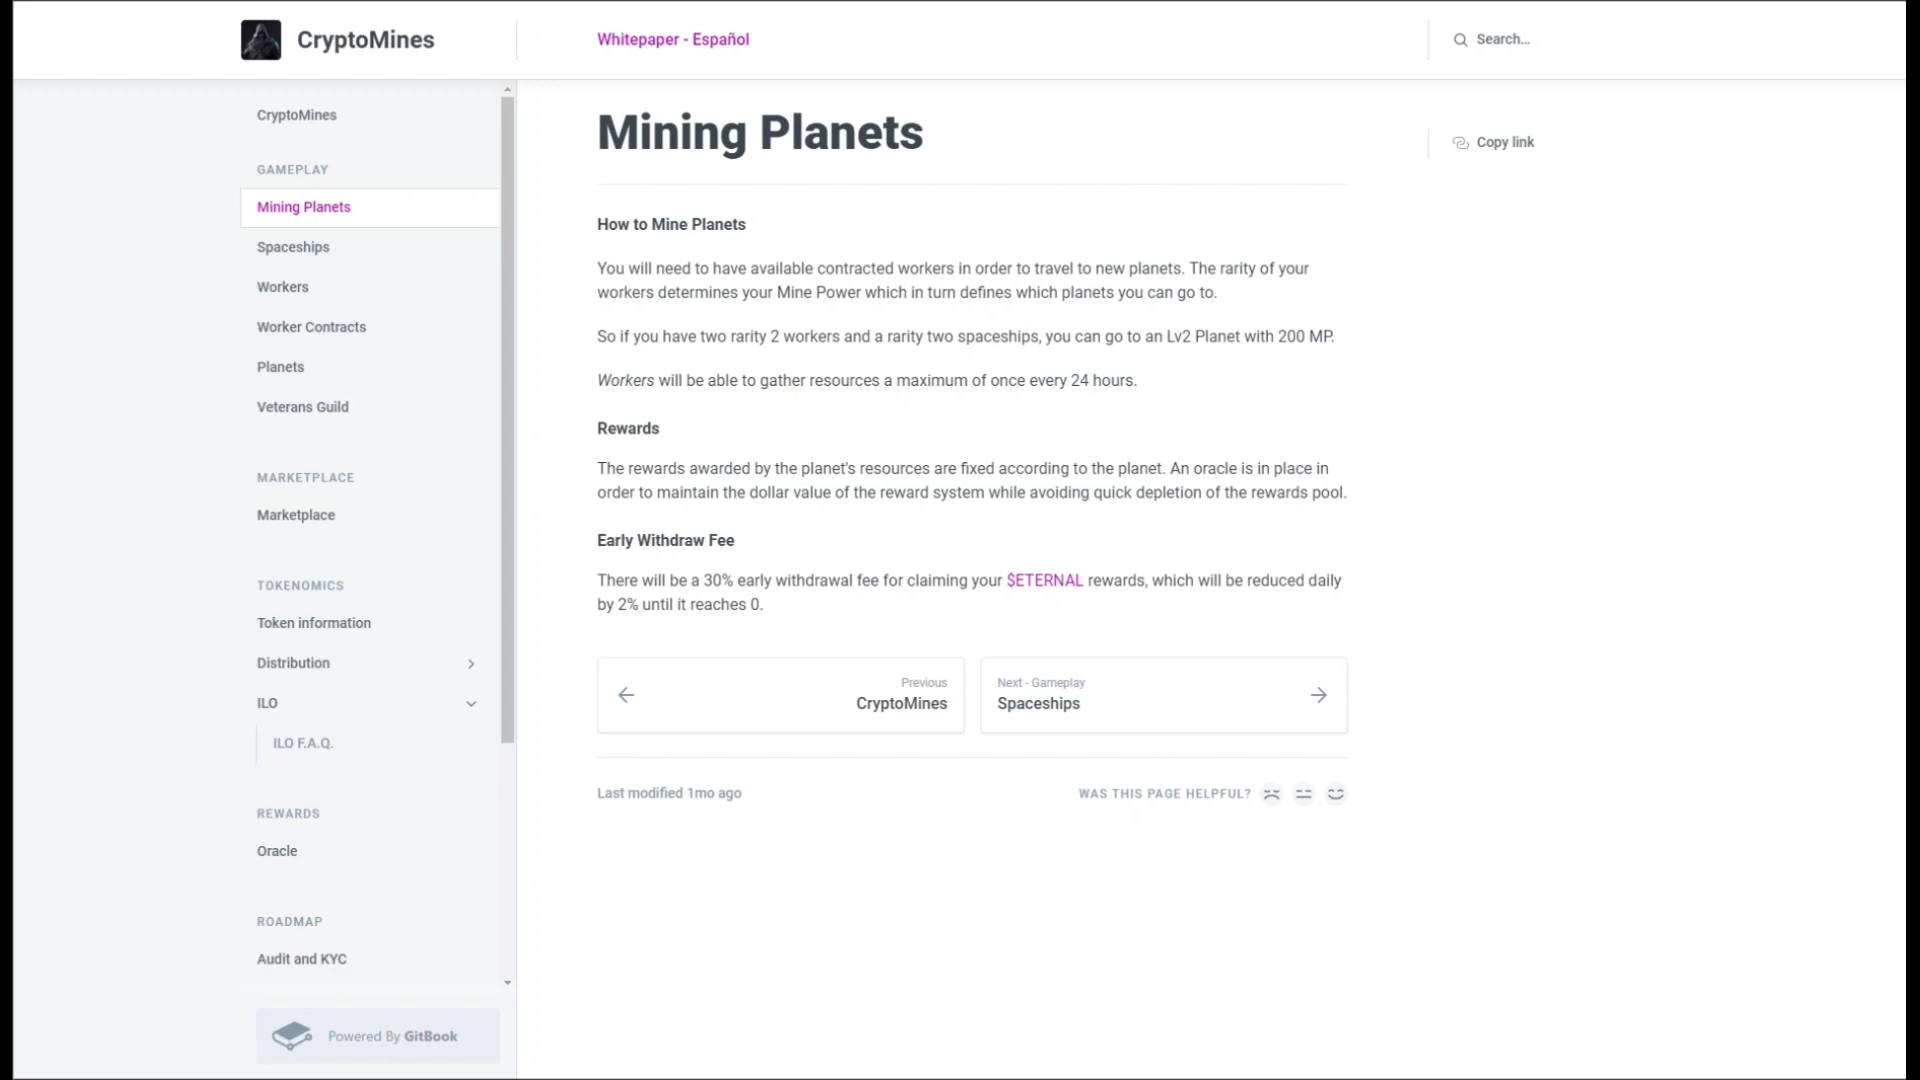 CryptoMines
Whitepaper - Español
Search...
CryptoMines
GAMEPLAY
Mining Planets
Spaceships
Workers
Worker Contracts
Planets
Veterans Guild
MARKETPLACE
Marketplace
TOKENOMICS
Token information
Distribution
ILO
ILO F.A.Q.
REWARDS
Oracle
ROADMAP
Audit and KYC
Powered By GitBook
Mining Planets
Copy link
How to Mine Planets
You will need to have available contracted workers in order to travel to new planets. The rarity of your
workers determines your Mine Power which in turn defines which planets you can go to.
So if you have two rarity 2 workers and a rarity two spaceships, you can go to an Lv2 Planet with 200 MP.
Workers will be able to gather resources a maximum of once every 24 hours.
Rewards
The rewards awarded by the planet's resources are fixed according to the planet. An oracle is in place in
order to maintain the dollar value of the reward system while avoiding quick depletion of the rewards pool.
Early Withdraw Fee
There will be a 30% early withdrawal fee for claiming your $ETERNAL rewards, which will be reduced daily
by 2% until it reaches 0.
Previous
CryptoMines
Next - Gameplay
Spaceships
Last modified 1mo ago
WAS THIS PAGE HELPFUL?